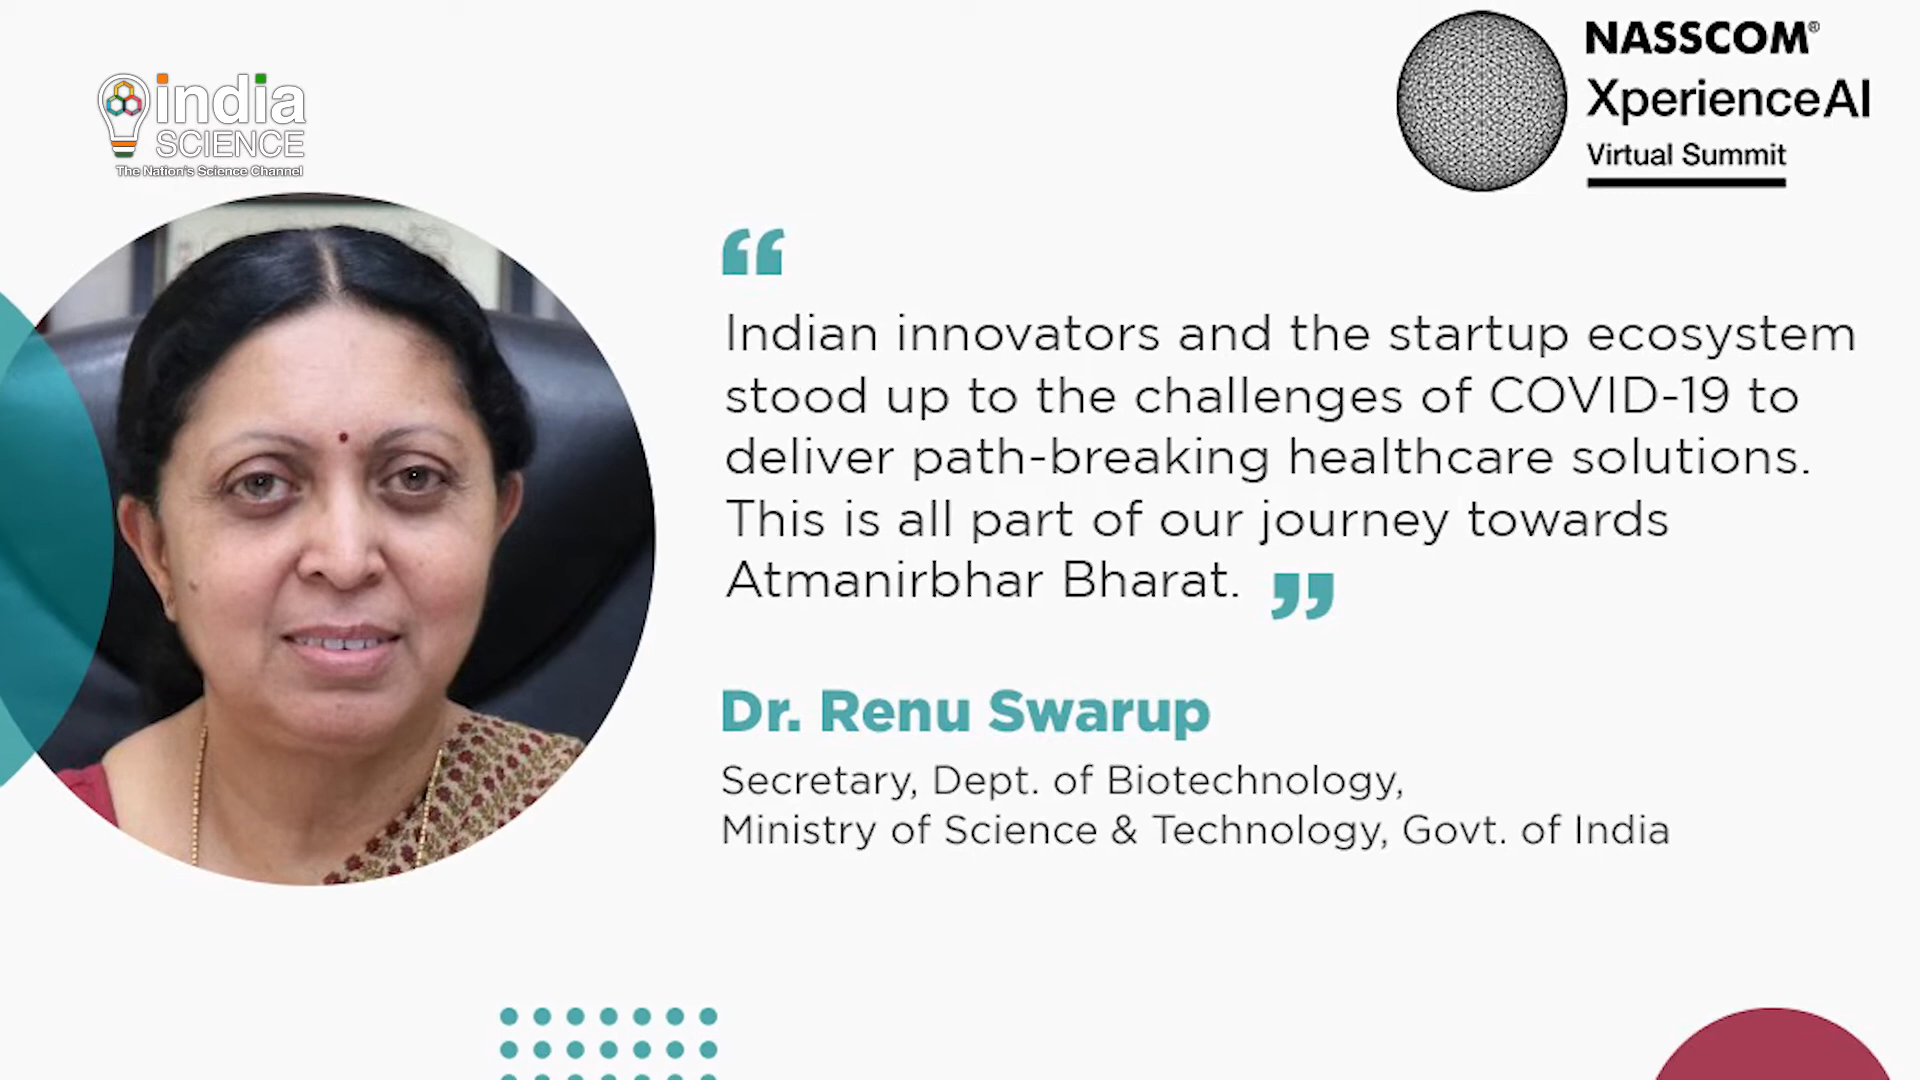 india
SCIENCE
The Nation's Science Channel
NASSCOM®
XperienceAI
Virtual Summit
“
Indian innovators and the startup ecosystem
stood up to the challenges of COVID-19 to
deliver path-breaking healthcare solutions.
This is all part of our journey towards
Atmanirbhar Bharat. ”
Dr. Renu Swarup
Secretary, Dept. of Biotechnology,
Ministry of Science & Technology, Govt. of India